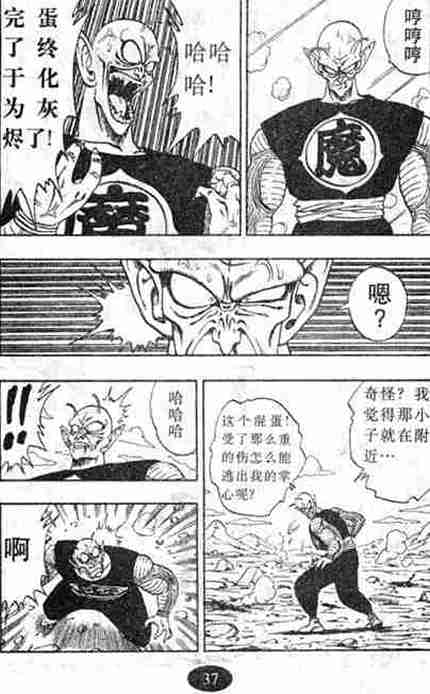 哼哼哼
魔
哈哈
哈!
完蛋
了终
于化
为灰
烬了!
魔
嗯
?
奇怪?我
觉得那小
子就在附
近…
这个混蛋!
受了那么重
的伤怎么能
逃出我的掌
心呢?
哈哈哈
!!
啊
37